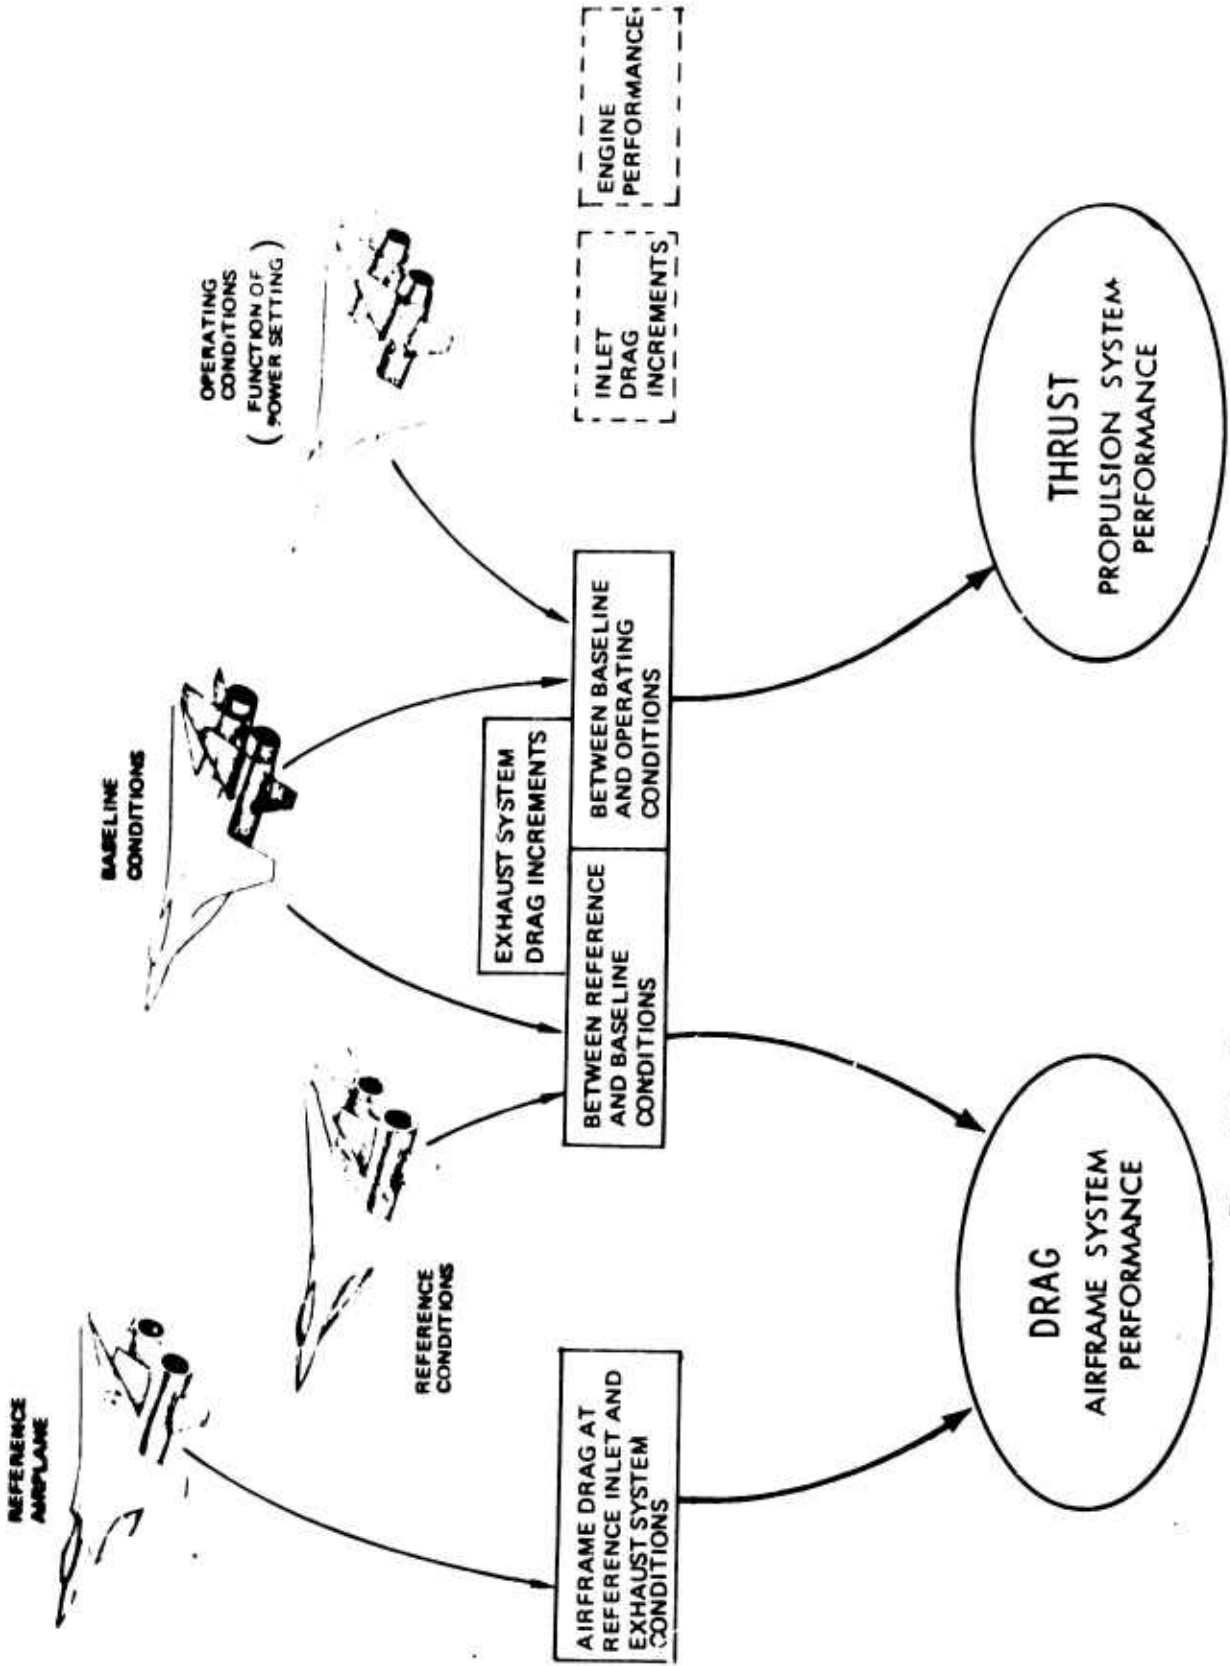 REFERENCE
AIRPLANE
REFERENCE
CONDITIONS
BASELINE
CONDITIONS
OPERATING
CONDITIONS
(FUNCTION OF
POWER SETTING)
EXHAUST SYSTEM
DRAG INCREMENTS
AIRFRAME DRAG AT
REFERENCE INLET AND
EXHAUST SYSTEM
CONDITIONS
BETWEEN REFERENCE
AND BASELINE
CONDITIONS
BETWEEN BASELINE
AND OPERATING
CONDITIONS
INLET
DRAG
INCREMENTS
ENGINE
PERFORMANCE
DRAG
AIRFRAME SYSTEM
PERFORMANCE
THRUST
PROPULSION SYSTEM
PERFORMANCE